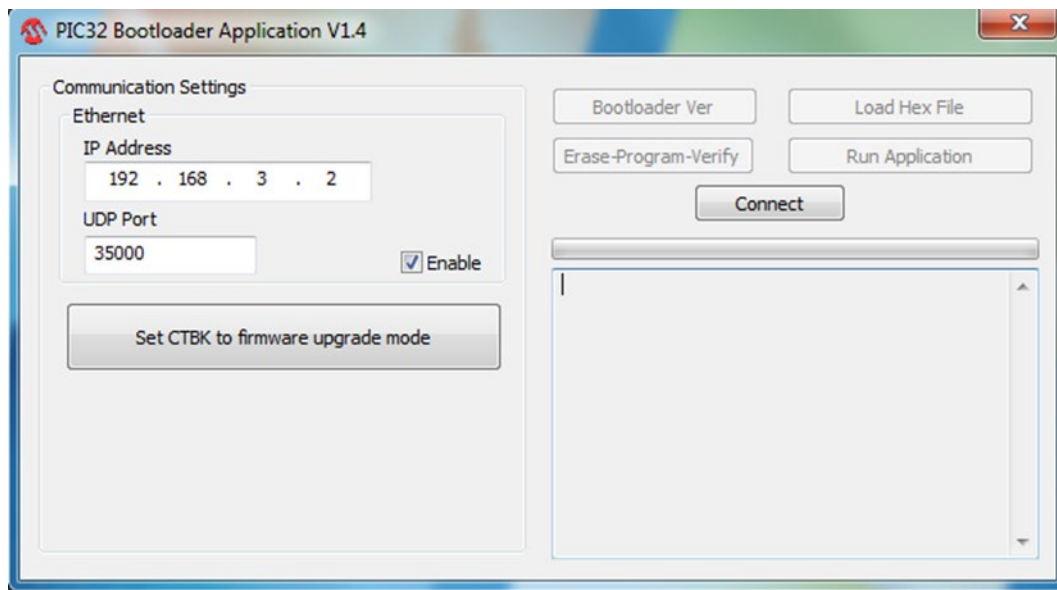 PIC32 Bootloader Application V1.4
Communication Settings
Ethernet
IP Address
192 . 168 . 3 . 2
UDP Port
35000
Enable
Set CTBK to firmware upgrade mode
Bootloader Ver
Load Hex File
Erase-Program-Verify
Run Application
Connect